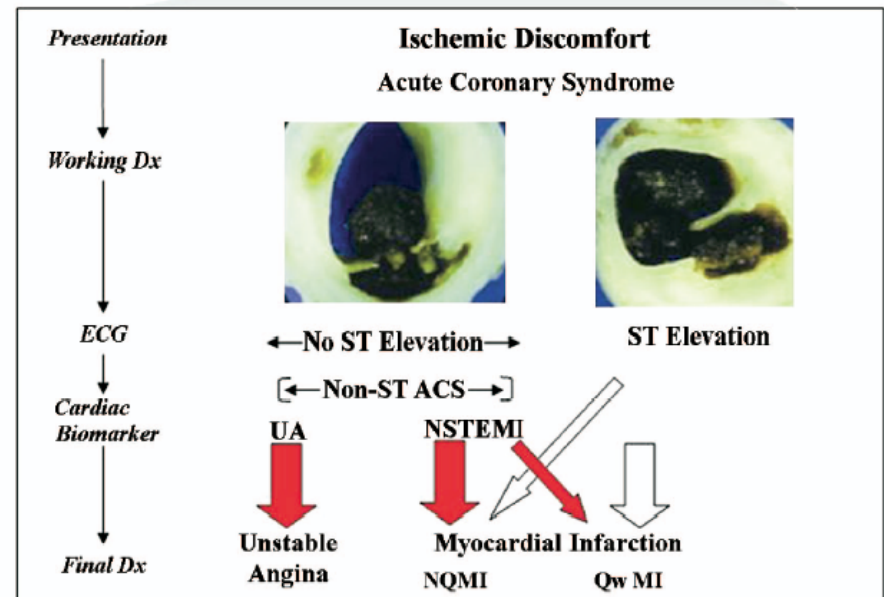 Presentation
Ischemic Discomfort
Acute Coronary Syndrome
Working Dx
ECG
No ST Elevation
ST Elevation
Non-ST ACS
Cardiac
Biomarker
UA
NSTEMI
Final Dx
Unstable
Angina
Myocardial Infarction
NQMI
Qw MI